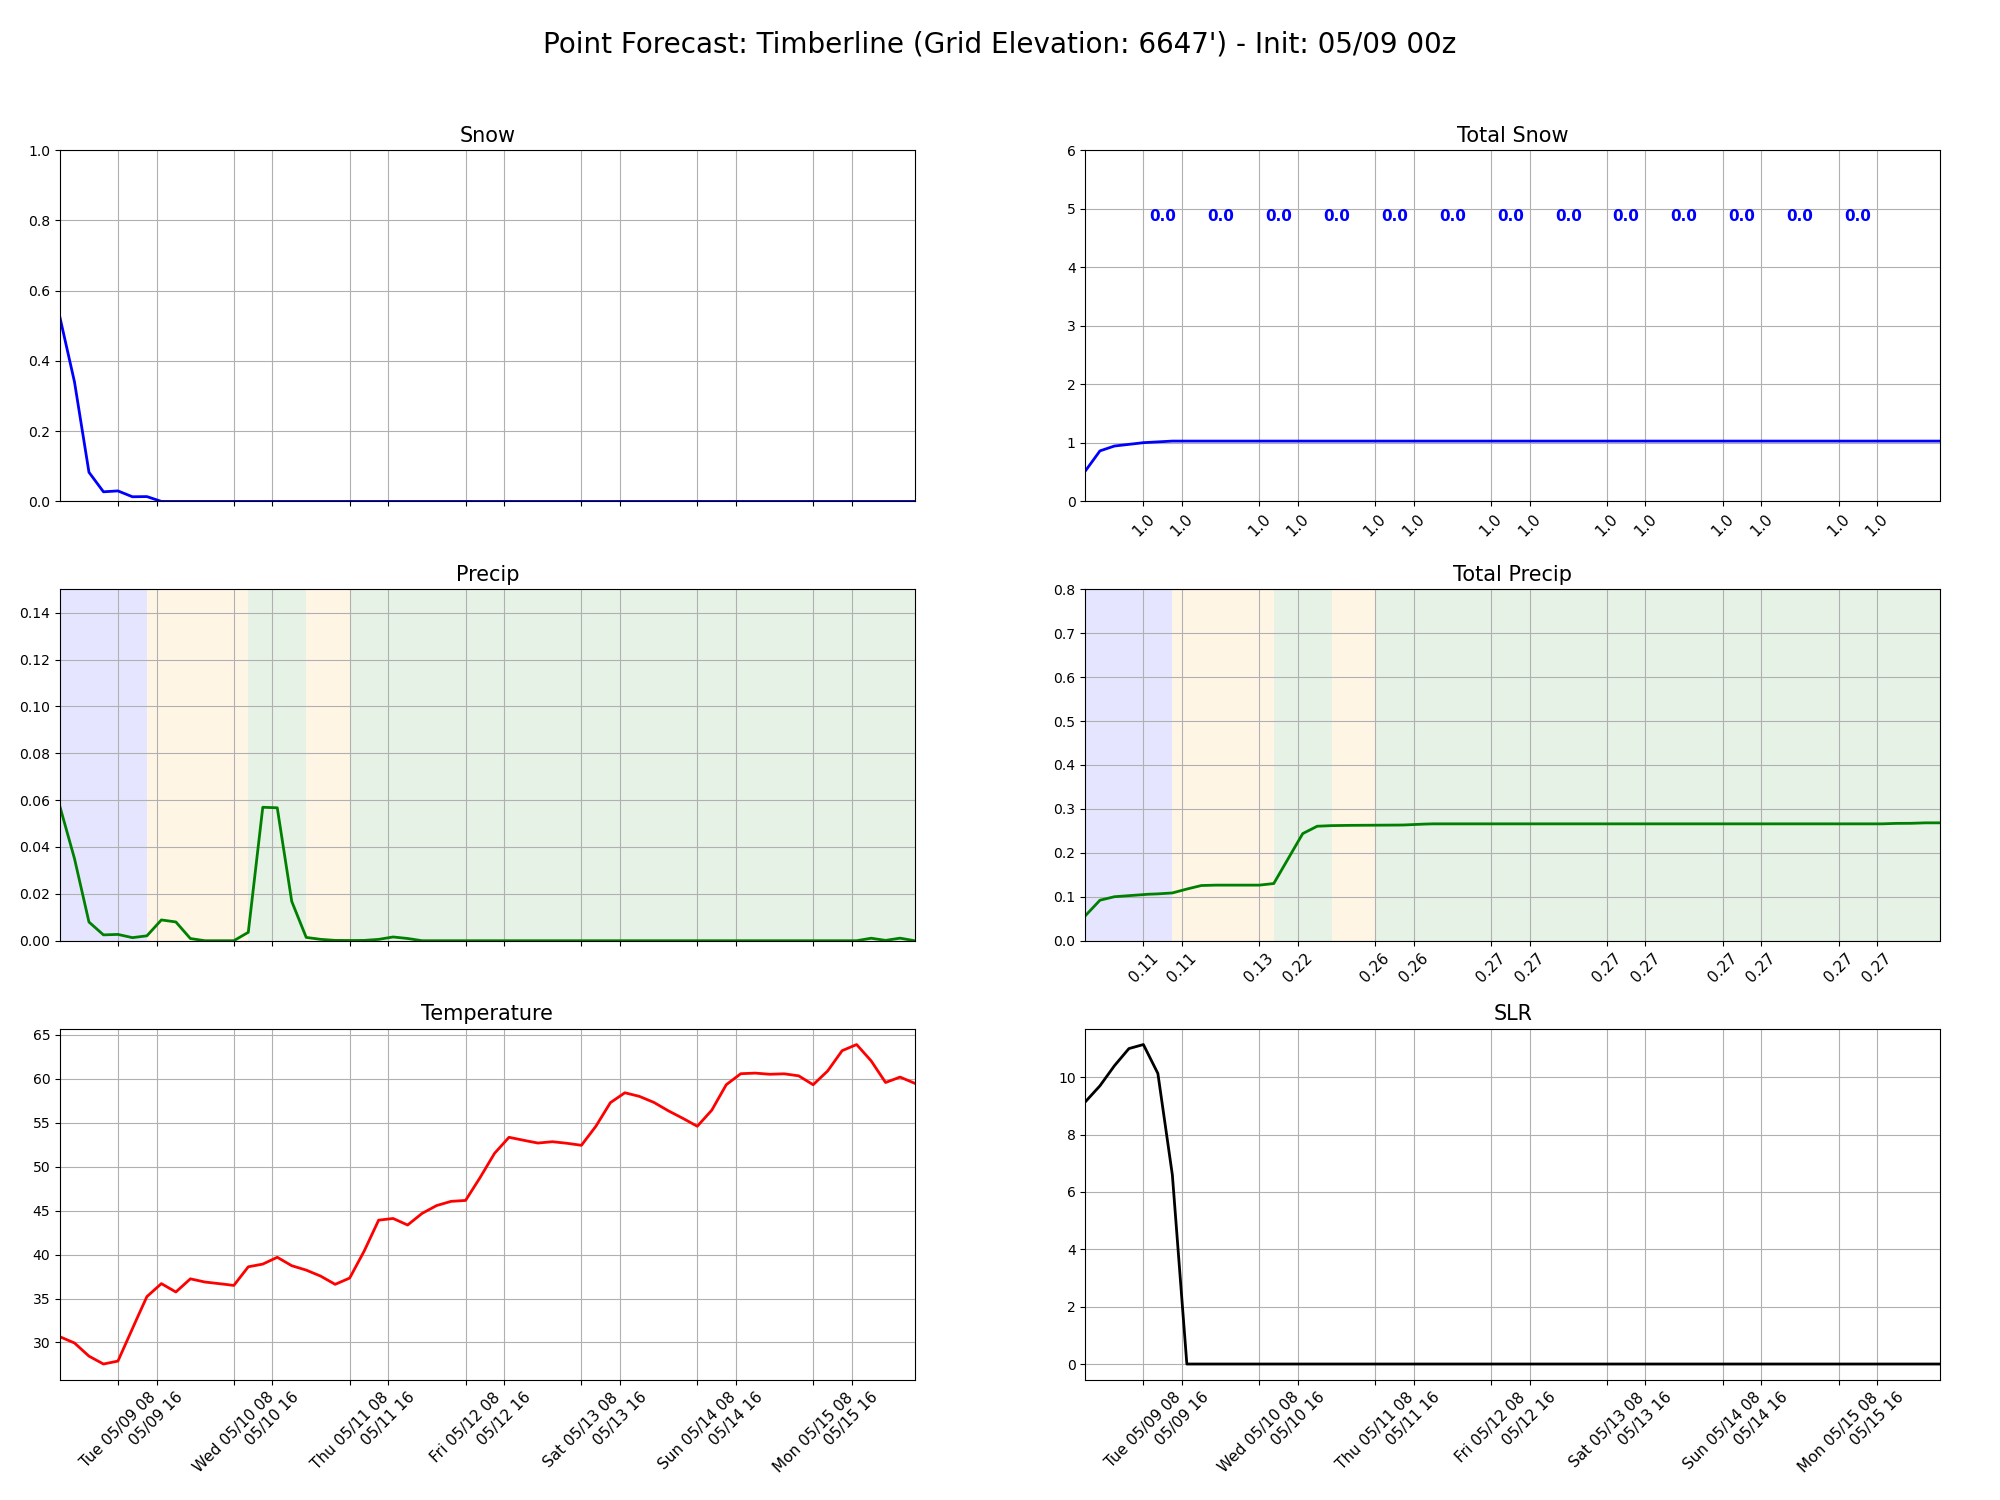 Point Forecast: Timberline (Grid Elevation: 6647') - Init: 05/09 00z
Snow
1.0
0.8
0.6
0.4
0.2
0.0
Total Snow
6
5
4
3
2
1
0
0.0 0.0 0.0 0.0 0.0 0.0 0.0 0.0 0.0 0.0 0.0 0.0 0.0
1.0 1.0 1.0 1.0 1.0 1.0 1.0 1.0 1.0 1.0 1.0 1.0 1.0 1.0
Precip
0.14
0.12
0.10
0.08
0.06
0.04
0.02
0.00
Total Precip
0.8
0.7
0.6
0.5
0.4
0.3
0.2
0.1
0.0
0.11 0.11 0.13 0.22 0.26 0.26 0.27 0.27 0.27 0.27 0.27 0.27 0.27 0.27
Temperature
65
60
55
50
45
40
35
30
Tue 05/09 08
05/09 16
Wed 05/10 08
05/10 16
Thu 05/11 08
05/11 16
Fri 05/12 08
05/12 16
Sat 05/13 08
05/13 16
Sun 05/14 08
05/14 16
Mon 05/15 08
05/15 16
SLR
10
8
6
4
2
0
Tue 05/09 08
05/09 16
Wed 05/10 08
05/10 16
Thu 05/11 08
05/11 16
Fri 05/12 08
05/12 16
Sat 05/13 08
05/13 16
Sun 05/14 08
05/14 16
Mon 05/15 08
05/15 16